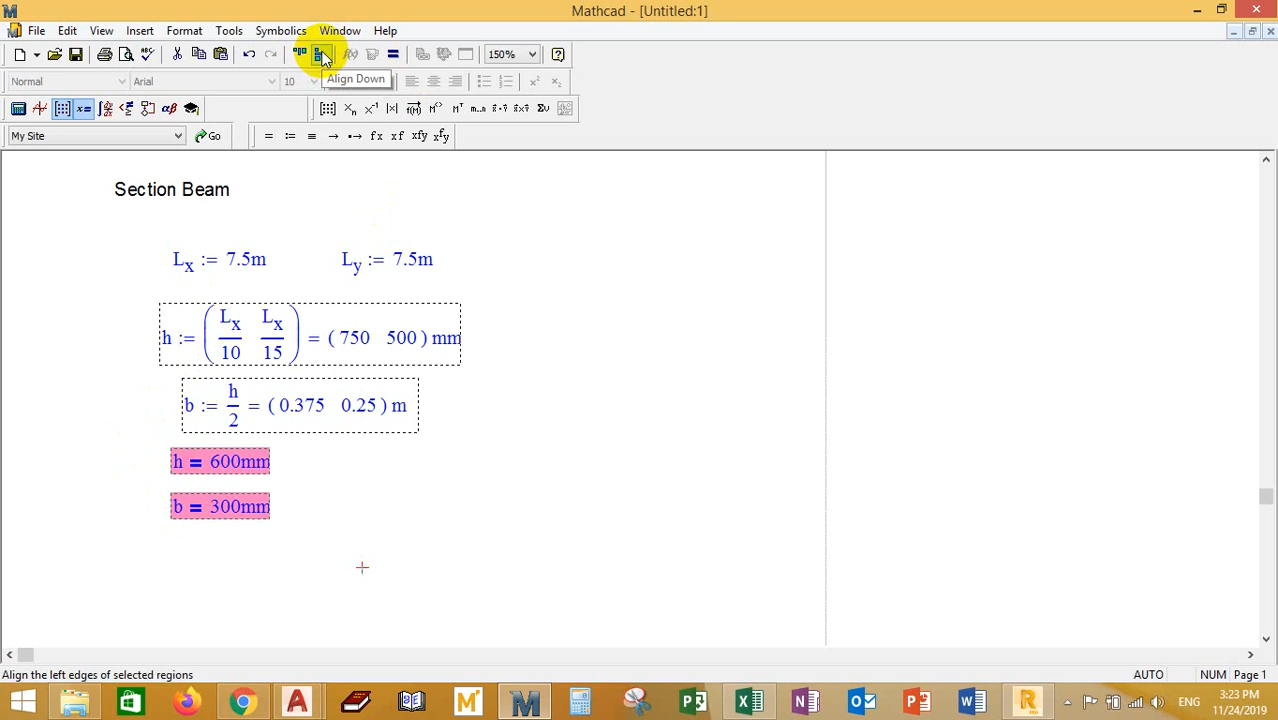 Mathcad - [Untitled:1]
File Edit View Insert Format Tools Symbolics Window Help
150%
Normal Arial 10
Align Down
My Site Go
Section Beam
Lx := 7.5m Ly := 7.5m
h := ( Lx/10 Lx/15 ) = ( 750 500 ) mm
b := h/2 = ( 0.375 0.25 ) m
h = 600mm
b = 300mm
Align the left edges of selected regions AUTO NUM Page 1
ENG 3:23 PM
11/24/2019